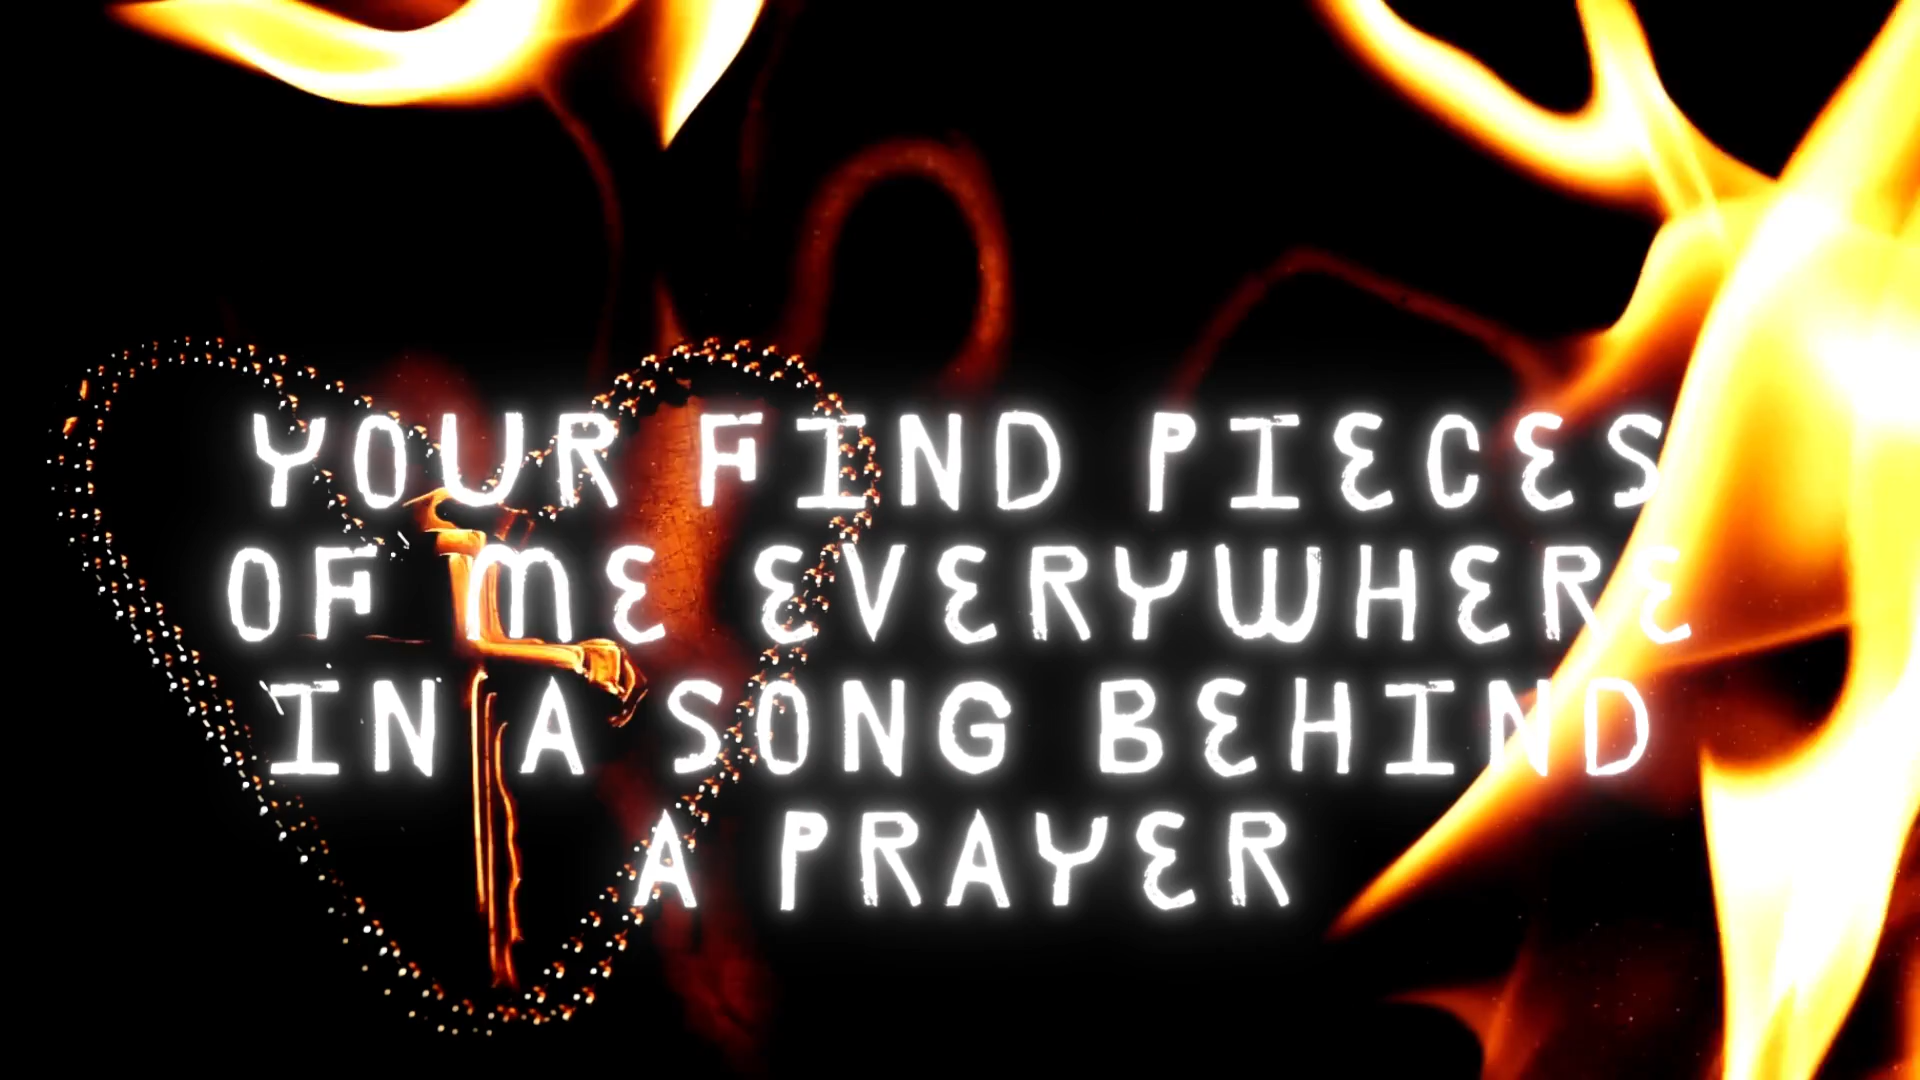 YOUR FIND PIECES
OF ME EVERYWHERE
IN A SONG BEHIND
A PRAYER